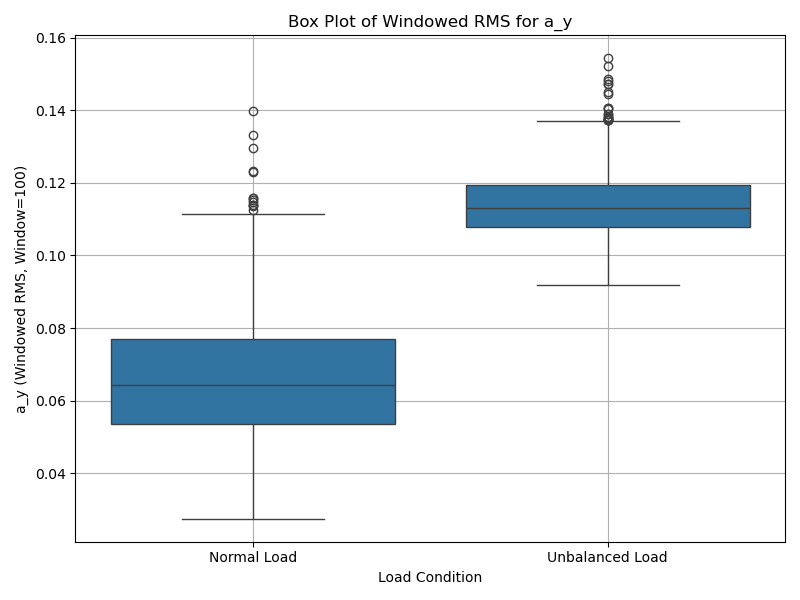 Box Plot of Windowed RMS for a_y
a_y (Windowed RMS, Window=100)
0.16
0.14
0.12
0.10
0.08
0.06
0.04
Normal Load
Unbalanced Load
Load Condition